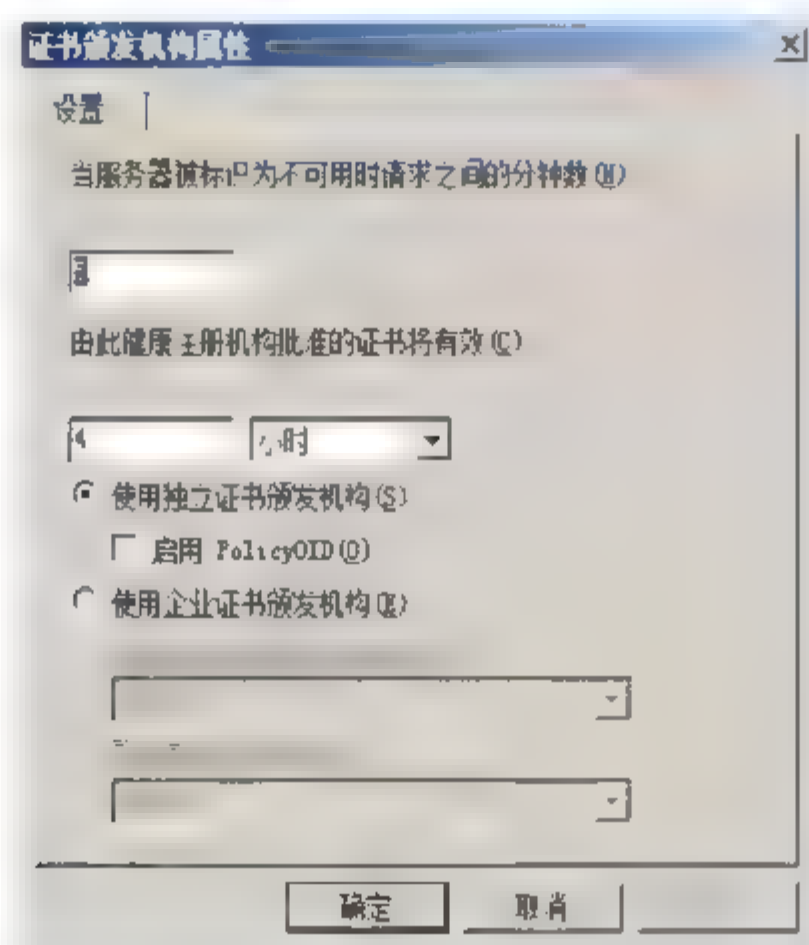 证书颁发机构属性
设置
当服务器被标记为不可用时请求之间的分钟数(M)
由此健康注册机构批准的证书将有效(C)
4 小时
使用独立证书颁发机构(S)
启用 PolicyOID(O)
使用企业证书颁发机构(E)
确定 取消